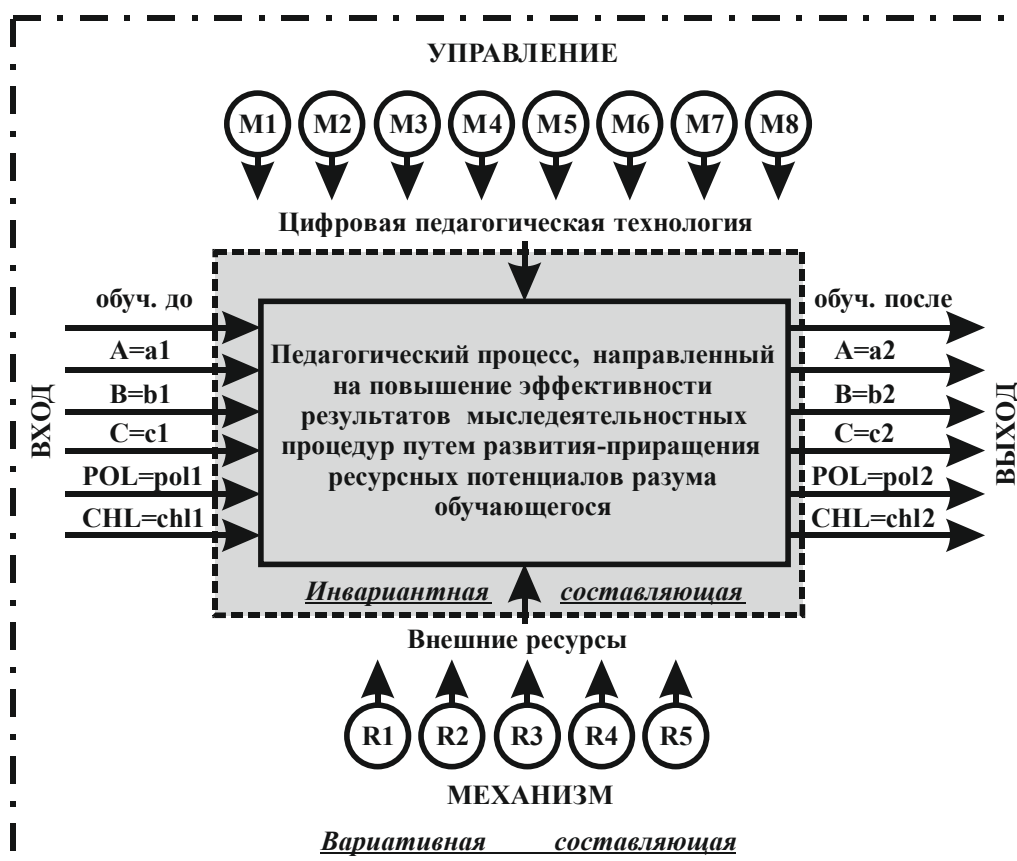 УПРАВЛЕНИЕ
M1 M2 M3 M4 M5 M6 M7 M8
Цифровая педагогическая технология
обуч. до
A=a1
B=b1
C=c1
POL=pol1
CHL=chl1
ВХОД
Педагогический процесс, направленный
на повышение эффективности
результатов мыследеятельностных
процедур путем развития-приращения
ресурсных потенциалов разума
обучающегося
обуч. после
A=a2
B=b2
C=c2
POL=pol2
CHL=chl2
ВЫХОД
Инвариантная составляющая
Внешние ресурсы
R1 R2 R3 R4 R5
МЕХАНИЗМ
Вариативная составляющая